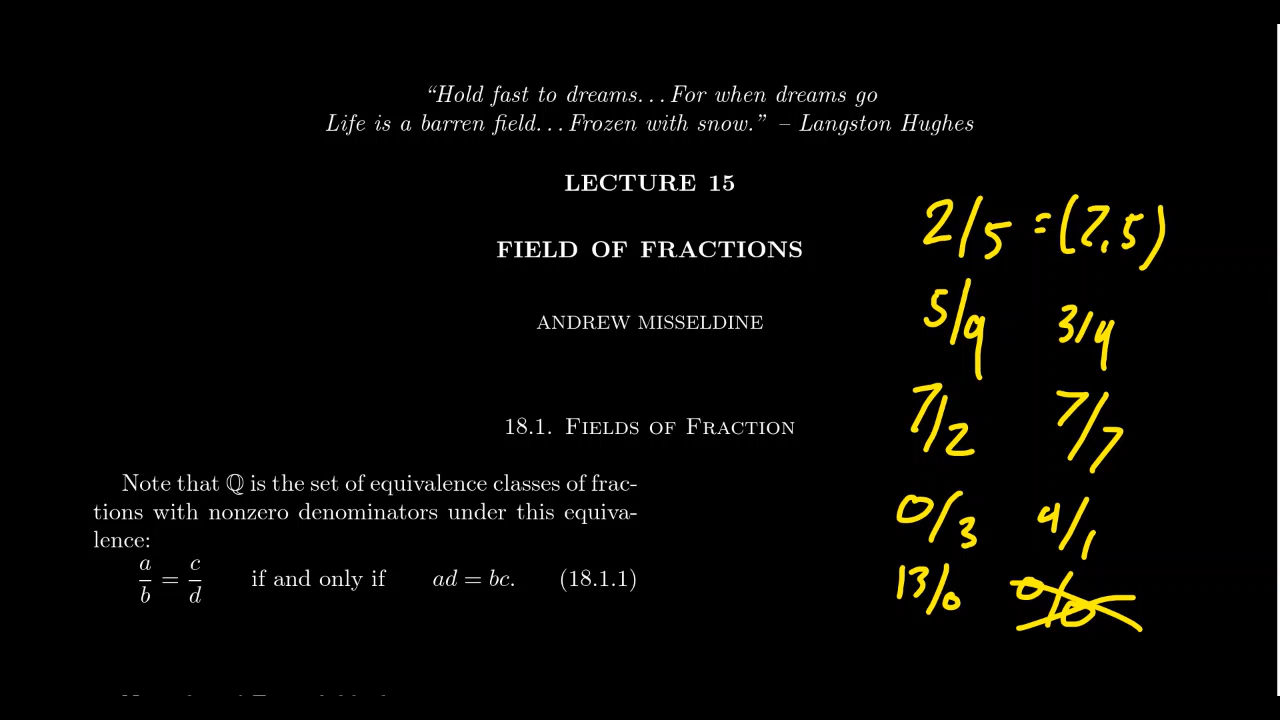 “Hold fast to dreams. . . For when dreams go
Life is a barren field. . . Frozen with snow.” – Langston Hughes
LECTURE 15
FIELD OF FRACTIONS
ANDREW MISSELDINE
18.1. Fields of Fraction
Note that ℚ is the set of equivalence classes of frac-
tions with nonzero denominators under this equiva-
lence:
a/b = c/d if and only if ad = bc. (18.1.1)
2/5 = (2,5)
5/9 3/4
7/2 7/7
0/3 4/1
13/0 0/0